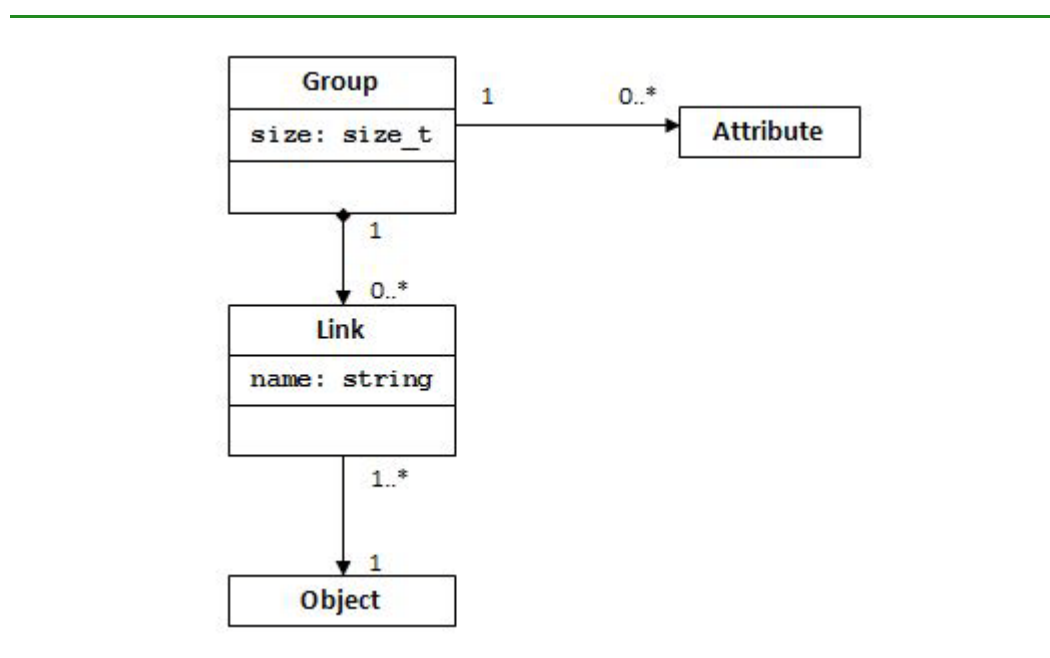 Group
1
0..*
size: size_t
Attribute
1
0..*
Link
name: string
1..*
1
Object